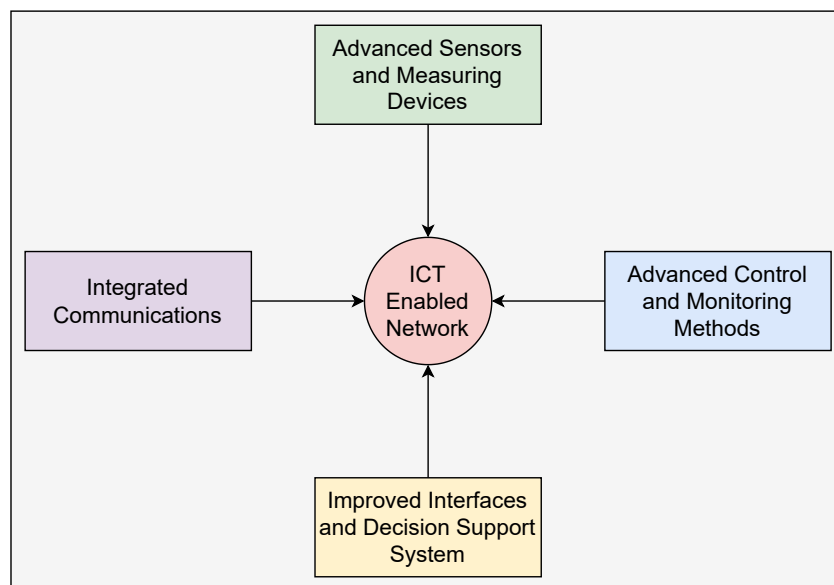 Advanced Sensors
and Measuring
Devices
Integrated
Communications
ICT
Enabled
Network
Advanced Control
and Monitoring
Methods
Improved Interfaces
and Decision Support
System